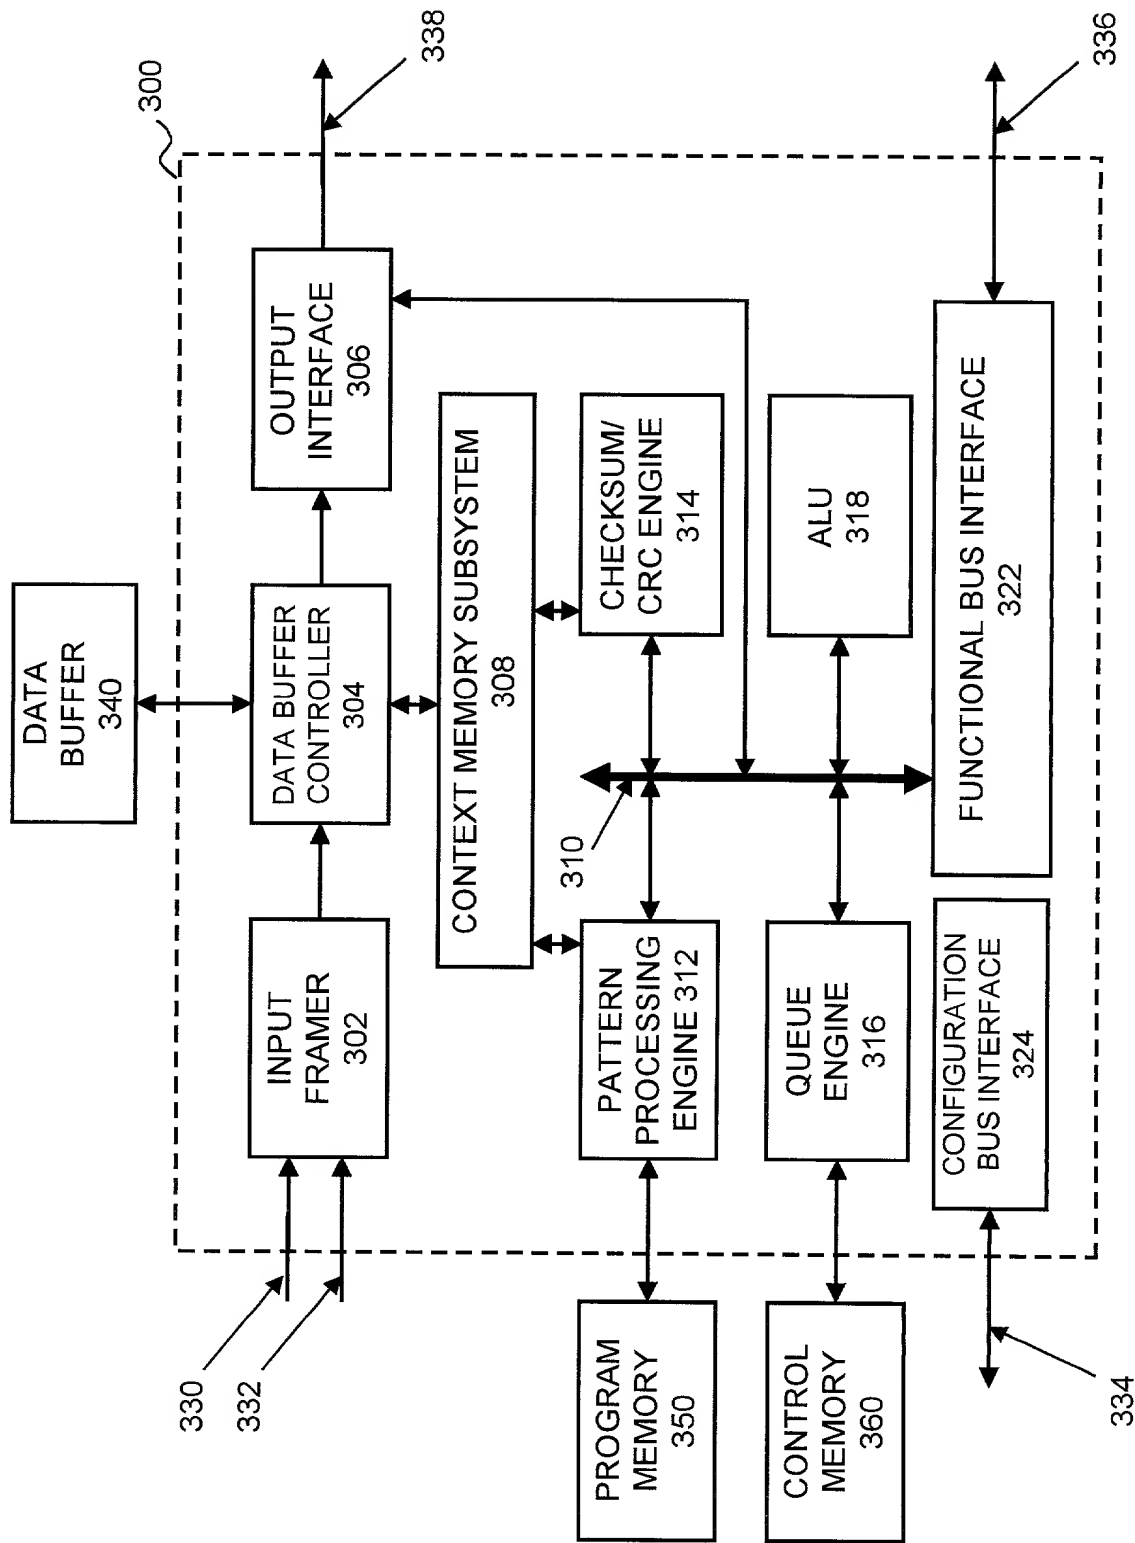 300
338
DATA
BUFFER
340
INPUT
FRAMER
302
DATA BUFFER
CONTROLLER
304
OUTPUT
INTERFACE
306
330
332
CONTEXT MEMORY SUBSYSTEM
308
PROGRAM
MEMORY
350
PATTERN
PROCESSING
ENGINE 312
310
CHECKSUM/
CRC ENGINE
314
CONTROL
MEMORY
360
QUEUE
ENGINE
316
ALU
318
CONFIGURATION
BUS INTERFACE
324
FUNCTIONAL BUS INTERFACE
322
334
336